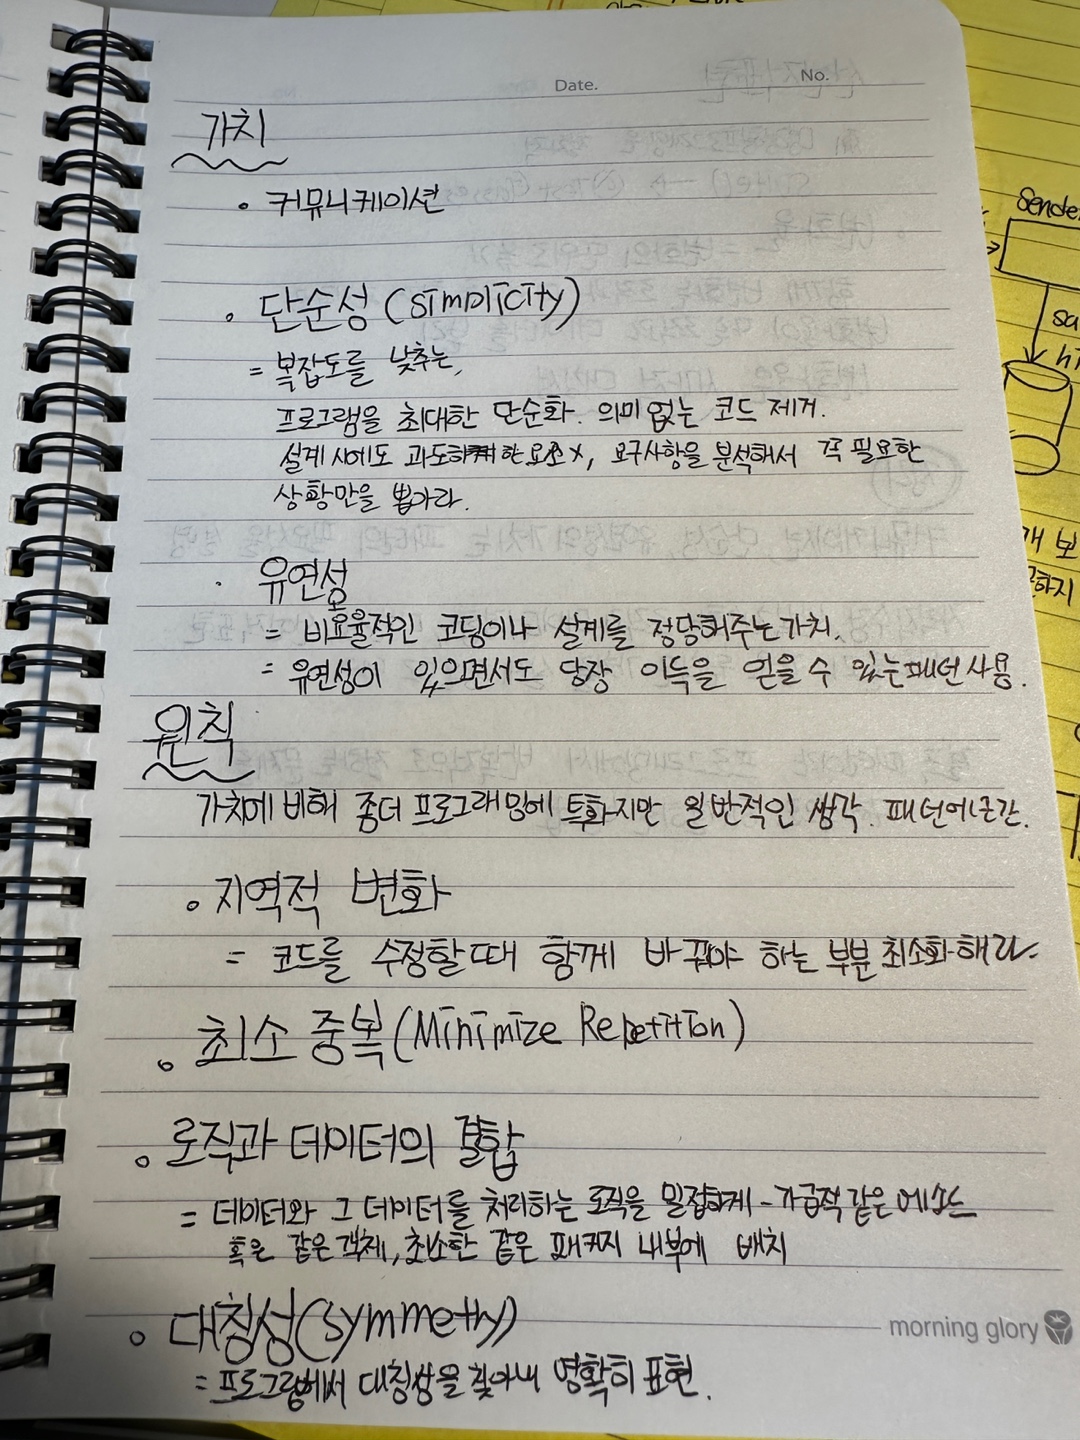 Date.
No.
가치
• 커뮤니케이션
• 단순성 (simplicity)
= 복잡도를 낮추는,
프로그램을 최대한 단순화. 의미 없는 코드 제거.
설계 시에도 과도한 요소 x, 요구사항을 분석해서 꼭 필요한
상황만을 뽑아라.
· 유연성
= 비효율적인 코딩이나 설계를 정당해주는 가치.
= 유연성이 있으면서도 당장 이득을 얻을 수 있는 패턴 사용.
원칙
가치에 비해 좀더 프로그래밍에 특화지만 일반적인 생각. 패턴에 근간.
∘ 지역적 변화
= 코드를 수정할 때 함께 바꿔야 하는 부분 최소화 해라.
∘ 최소 중복 (Minimize Repetition)
∘ 로직과 데이터의 결합
= 데이터와 그 데이터를 처리하는 로직을 밀접하게 - 가급적 같은 메소드
혹은 같은 객체, 최소한 같은 패키지 내부에 배치
∘ 대칭성 (symmetry)
= 프로그램에서 대칭성을 찾아내 명확히 표현.
morning glory